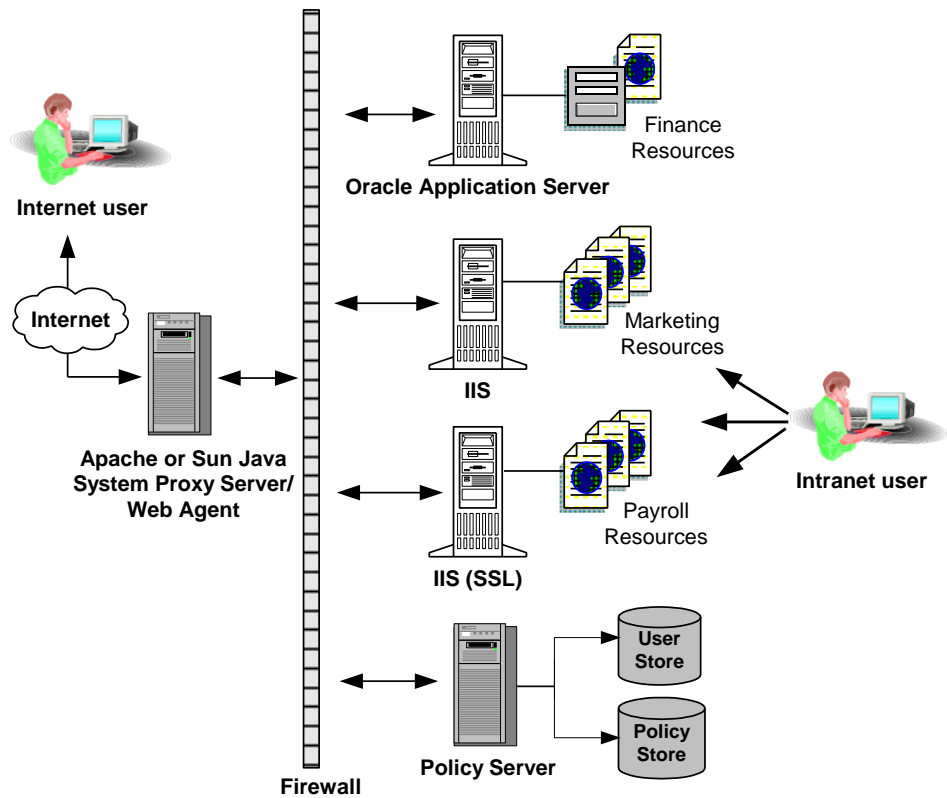 Internet user
Internet
Apache or Sun Java
System Proxy Server/
Web Agent
Firewall
Oracle Application Server
Finance
Resources
IIS
Marketing
Resources
IIS (SSL)
Payroll
Resources
Intranet user
Policy Server
User
Store
Policy
Store